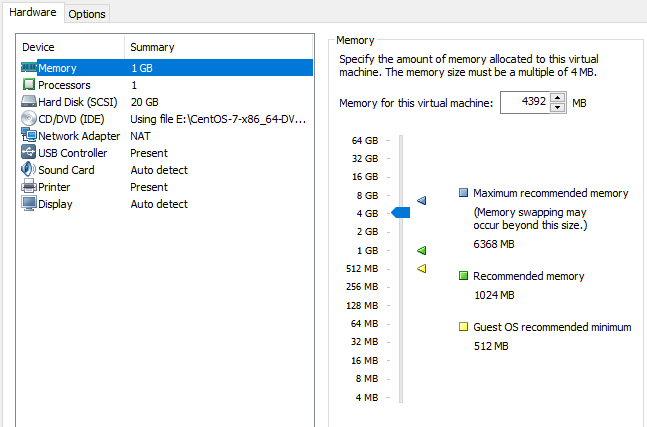 Hardware Options
Device Summary
Memory 1 GB
Processors 1
Hard Disk (SCSI) 20 GB
CD/DVD (IDE) Using file E:\CentOS-7-x86_64-DV...
Network Adapter NAT
USB Controller Present
Sound Card Auto detect
Printer Present
Display Auto detect
Memory
Specify the amount of memory allocated to this virtual
machine. The memory size must be a multiple of 4 MB.
Memory for this virtual machine: 4392 MB
64 GB
32 GB
16 GB
8 GB
4 GB
2 GB
1 GB
512 MB
256 MB
128 MB
64 MB
32 MB
16 MB
8 MB
4 MB
Maximum recommended memory
(Memory swapping may
occur beyond this size.)
6368 MB
Recommended memory
1024 MB
Guest OS recommended minimum
512 MB